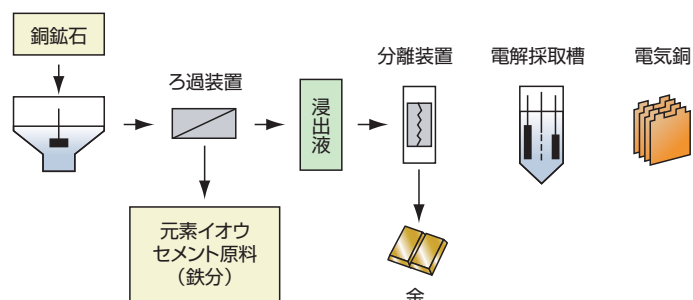 銅鉱石
ろ過装置
浸出液
分離装置
電解採取槽
電気銅
元素イオウ
セメント原料
（鉄分）
金